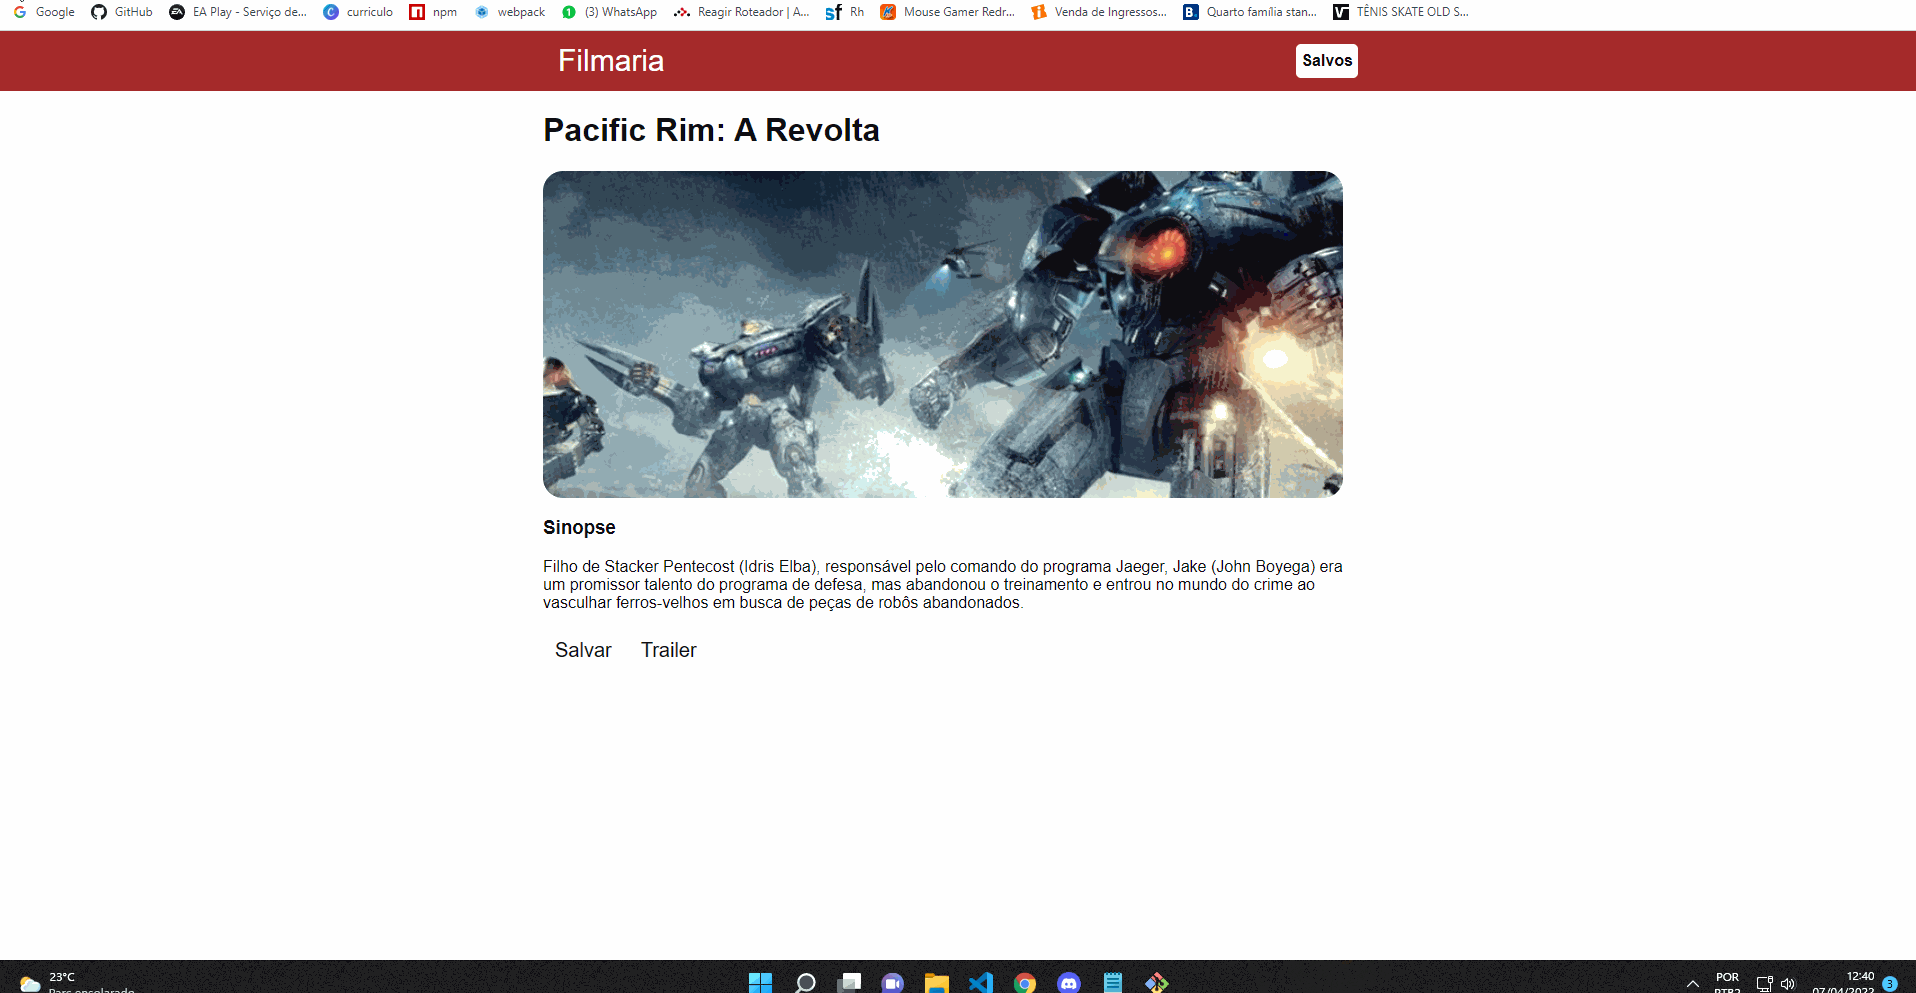 Google GitHub EA Play - Serviço de... curriculo npm webpack (3) WhatsApp Reagir Roteador | A... Rh Mouse Gamer Redr... Venda de Ingressos... Quarto família stan... TÊNIS SKATE OLD S...
Filmaria Salvos
Pacific Rim: A Revolta
Sinopse
Filho de Stacker Pentecost (Idris Elba), responsável pelo comando do programa Jaeger, Jake (John Boyega) era
um promissor talento do programa de defesa, mas abandonou o treinamento e entrou no mundo do crime ao
vasculhar ferros-velhos em busca de peças de robôs abandonados.
Salvar Trailer
23°C POR 12:40
Parc ensolarado PTB2 07/04/2022 3